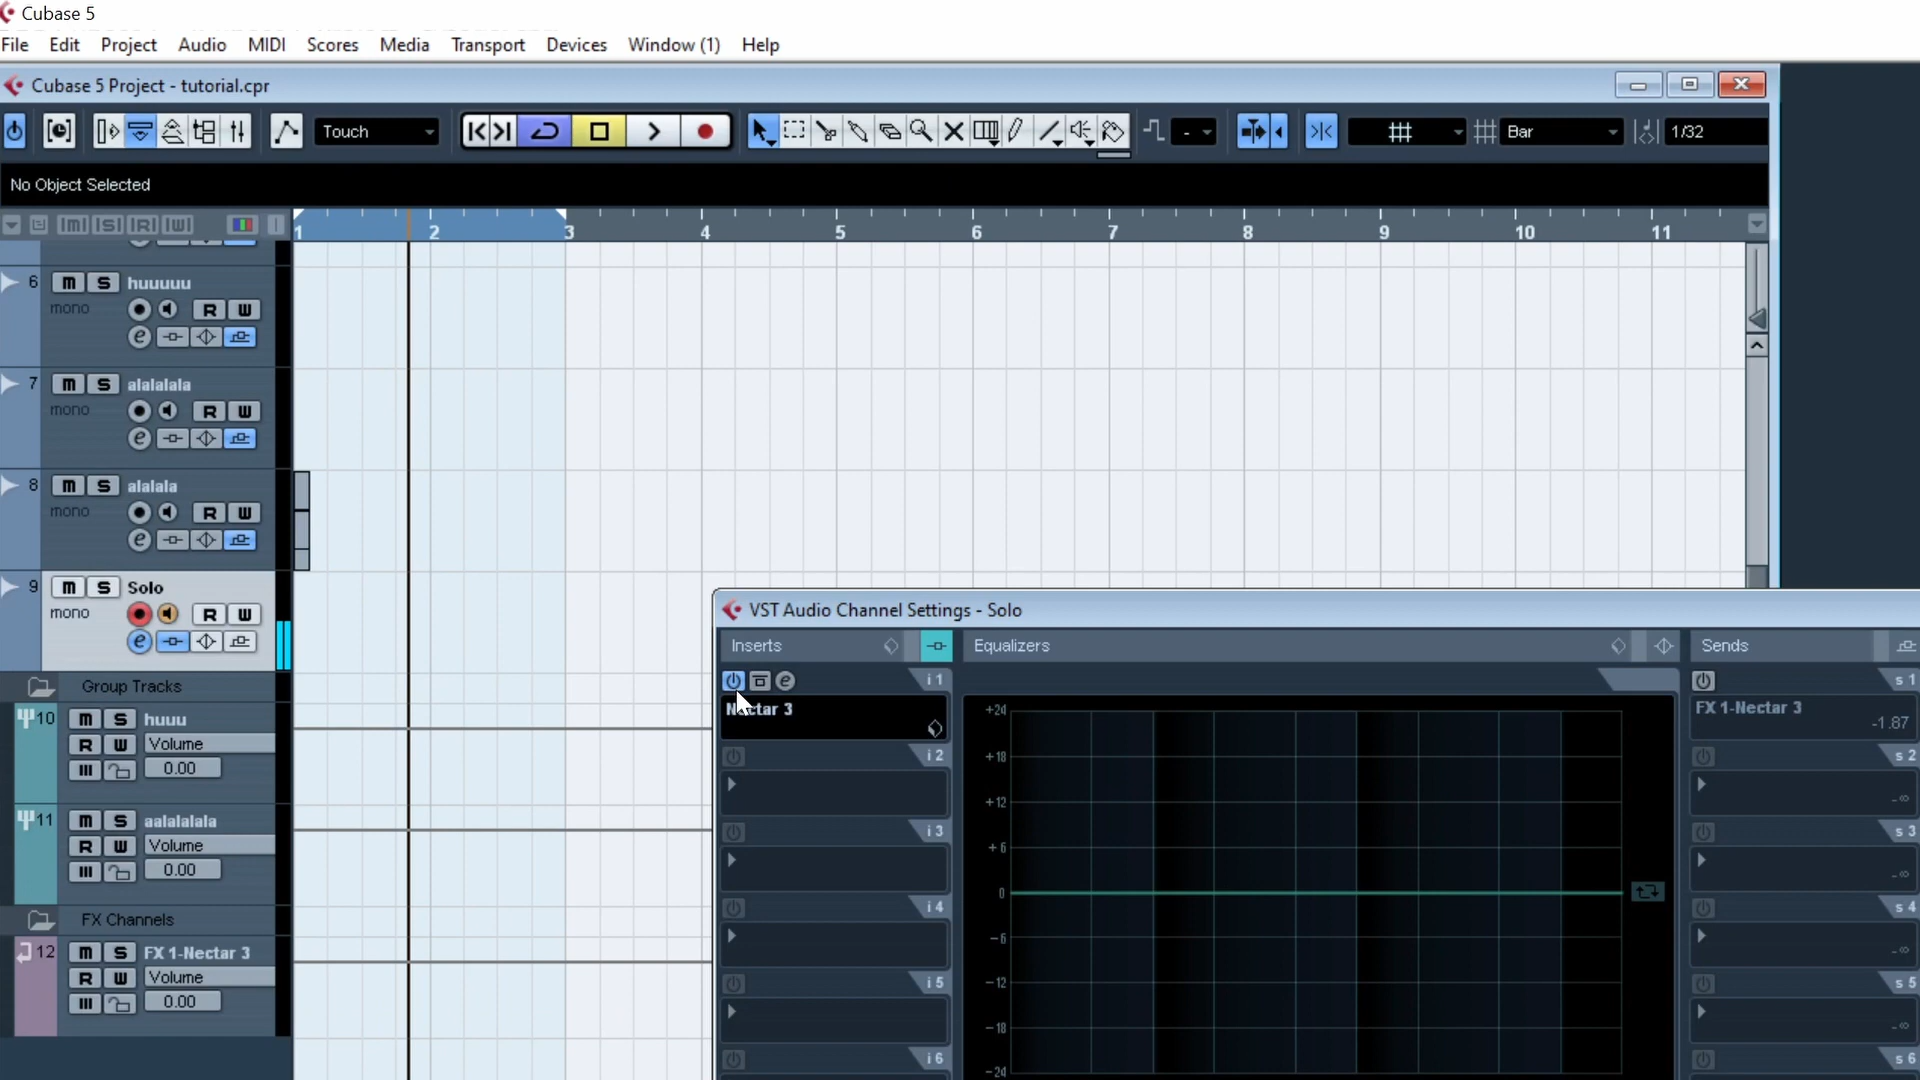 Cubase 5
File Edit Project Audio MIDI Scores Media Transport Devices Window (1) Help
Cubase 5 Project - tutorial.cpr
Touch - Bar 1/32
No Object Selected
[M] [S] [R] [W]
1 2 3 4 5 6 7 8 9 10 11
6 m S huuuuu
mono R W
e
7 m S alalalala
mono R W
e
8 m S alalala
mono R W
e
9 m S Solo
mono R W
e
Group Tracks
10 m S huuu
R W Volume
0.00
11 m S aalalalala
R W Volume
0.00
FX Channels
12 m S FX 1-Nectar 3
R W Volume
0.00
VST Audio Channel Settings - Solo
Inserts Equalizers Sends
e i 1 s 1
Nectar 3 FX 1-Nectar 3
-1.87
i 2 s 2
-∞
i 3 s 3
-∞
i 4 s 4
-∞
i 5 s 5
-∞
i 6 s 6
+24
+18
+12
+6
0
-6
-12
-18
-24